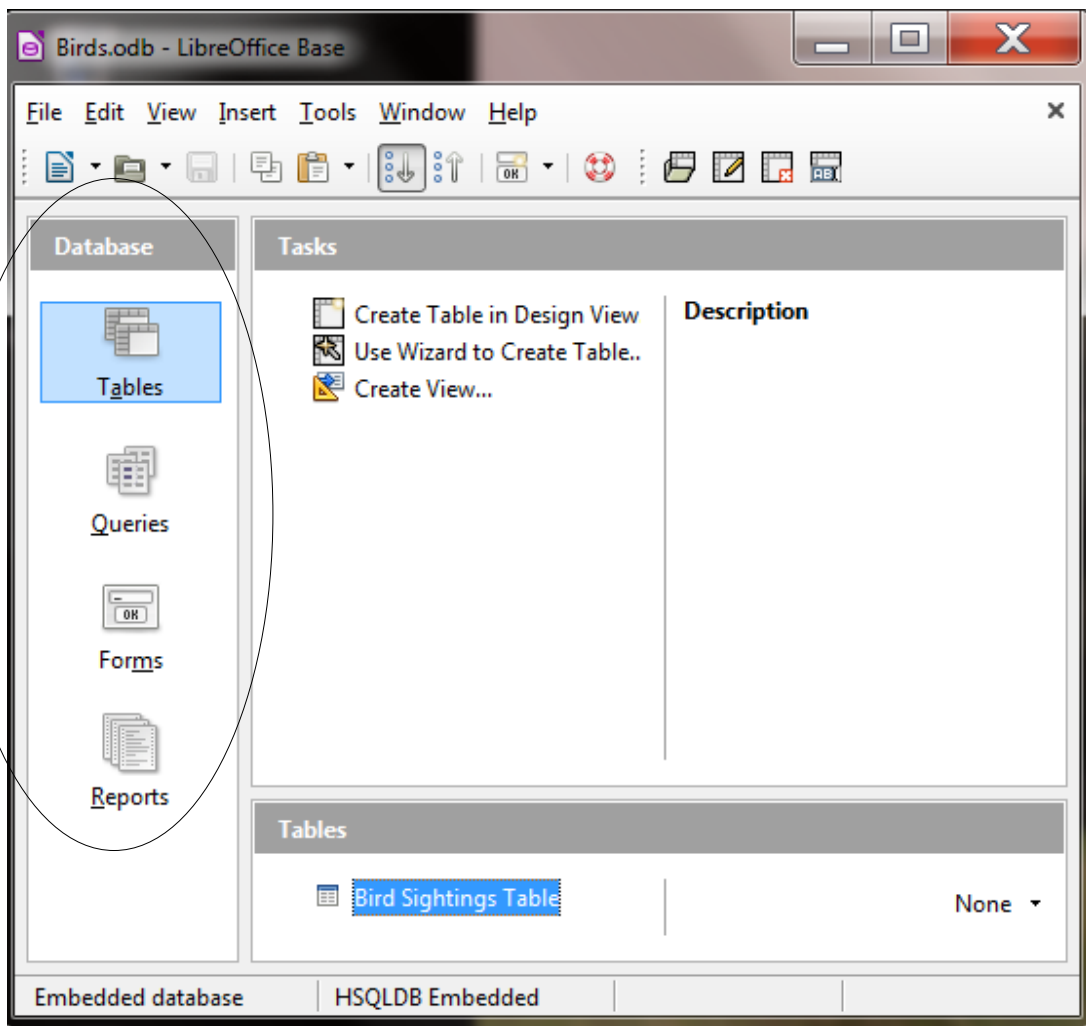 Birds.odb - LibreOffice Base
File Edit View Insert Tools Window Help
Database
Tasks
Tables
Queries
Forms
Reports
Create Table in Design View
Use Wizard to Create Table..
Create View...
Description
Tables
Bird Sightings Table
None
Embedded database
HSQLDB Embedded